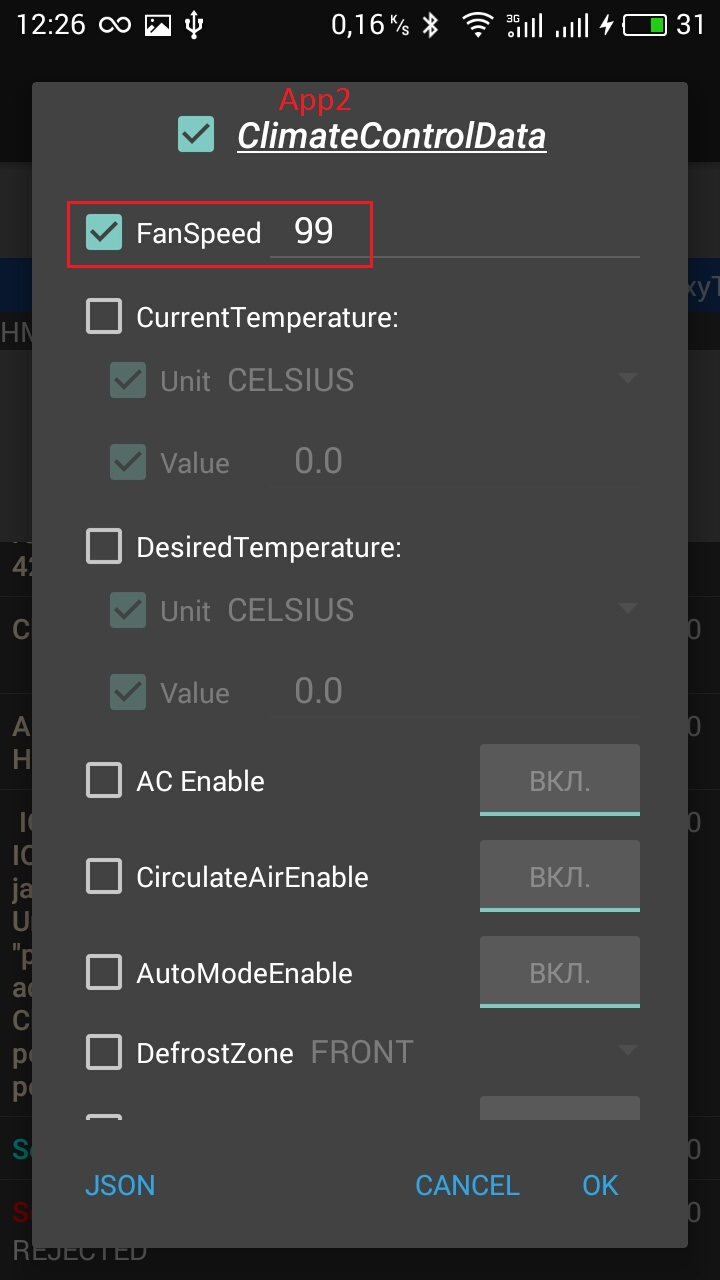 12:26 0,16 K/s 3G 31
App2
ClimateControlData
FanSpeed 99
CurrentTemperature:
Unit CELSIUS
Value 0.0
DesiredTemperature:
Unit CELSIUS
Value 0.0
AC Enable ВКЛ.
CirculateAirEnable ВКЛ.
AutoModeEnable ВКЛ.
DefrostZone FRONT
JSON CANCEL OK
REJECTED